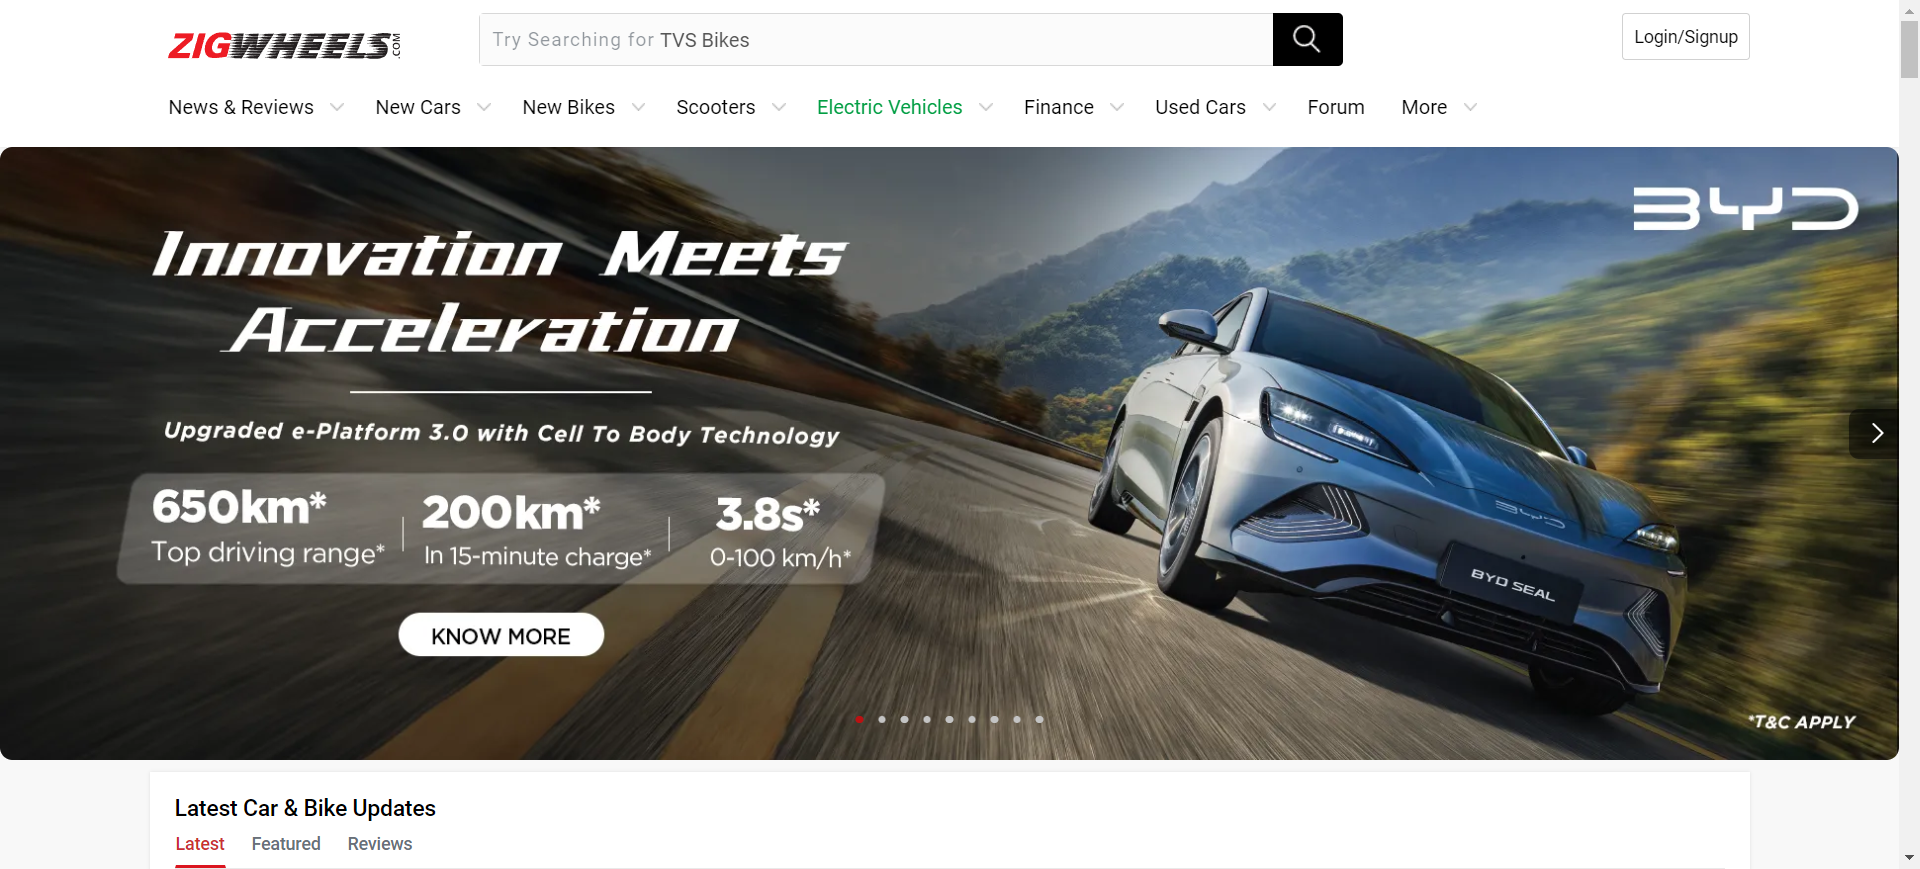 ZIGWHEELS.COM
Try Searching for TVS Bikes
Login/Signup
News & Reviews
New Cars
New Bikes
Scooters
Electric Vehicles
Finance
Used Cars
Forum
More
BYD
Innovation Meets
Acceleration
Upgraded e-Platform 3.0 with Cell To Body Technology
650km*
Top driving range*
200km*
In 15-minute charge*
3.8s*
0-100 km/h*
KNOW MORE
BYD
BYD SEAL
*T&C APPLY
Latest Car & Bike Updates
Latest
Featured
Reviews